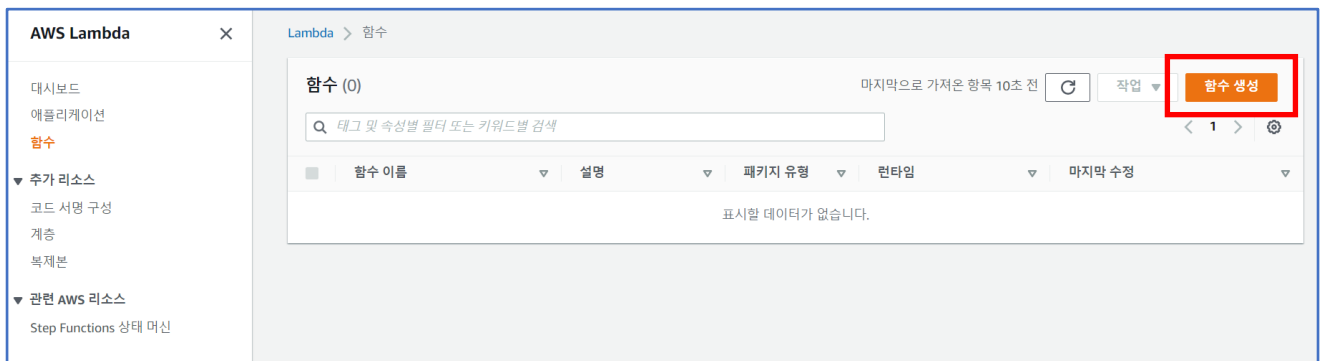 AWS Lambda
대시보드
애플리케이션
함수
추가 리소스
코드 서명 구성
계층
복제본
관련 AWS 리소스
Step Functions 상태 머신
Lambda > 함수
함수 (0)
마지막으로 가져온 항목 10초 전 작업 함수 생성
태그 및 속성별 필터 또는 키워드별 검색
1
함수 이름 설명 패키지 유형 런타임 마지막 수정
표시할 데이터가 없습니다.